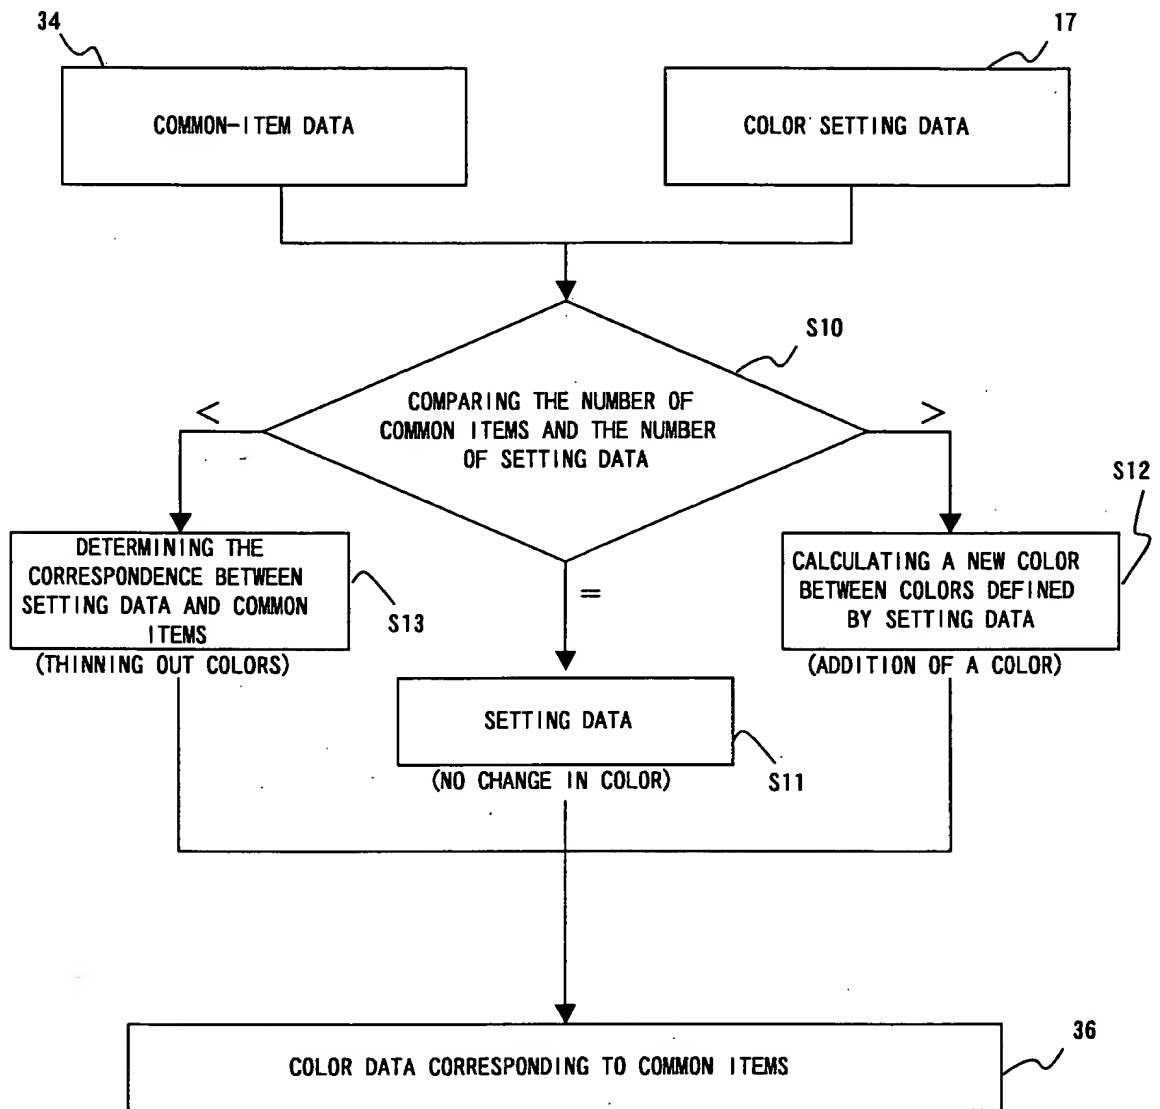 34
17
COMMON-ITEM DATA
COLOR SETTING DATA
S10
COMPARING THE NUMBER OF
COMMON ITEMS AND THE NUMBER
OF SETTING DATA
<
>
=
S12
DETERMINING THE
CORRESPONDENCE BETWEEN
SETTING DATA AND COMMON
ITEMS
(THINNING OUT COLORS)
S13
CALCULATING A NEW COLOR
BETWEEN COLORS DEFINED
BY SETTING DATA
(ADDITION OF A COLOR)
SETTING DATA
(NO CHANGE IN COLOR)
S11
36
COLOR DATA CORRESPONDING TO COMMON ITEMS